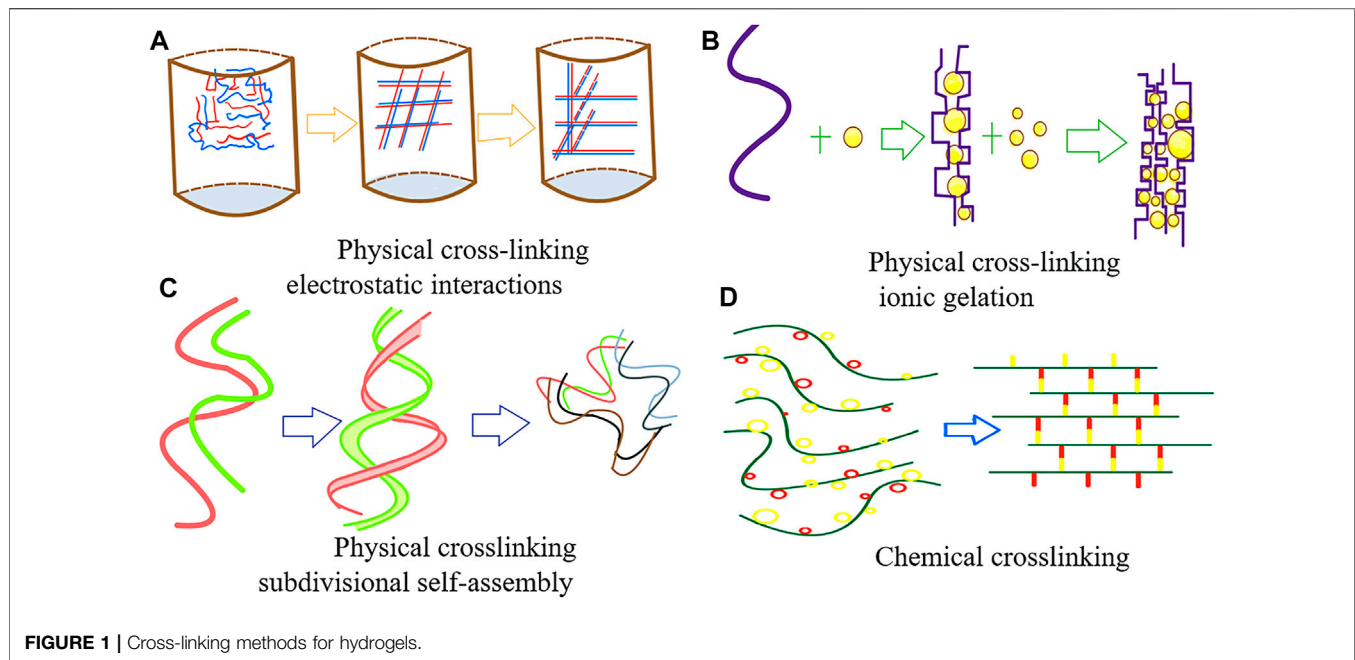 A
B
Physical cross-linking
electrostatic interactions
Physical cross-linking
ionic gelation
C
D
Physical crosslinking
subdivisional self-assembly
Chemical crosslinking
FIGURE 1 | Cross-linking methods for hydrogels.